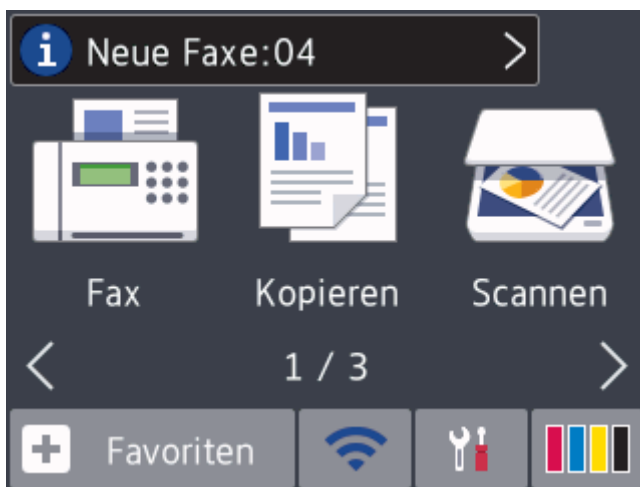 i Neue Faxe:04 >
Fax Kopieren Scannen
< 1 / 3 >
+ Favoriten